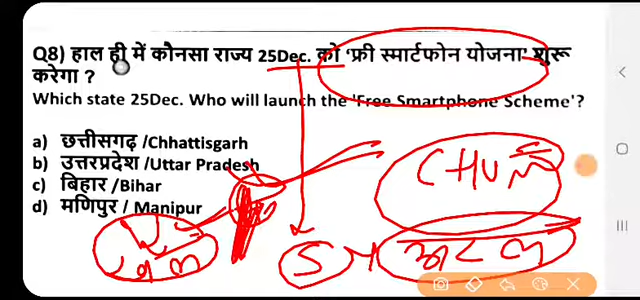 Q8) हाल ही में कौनसा राज्य 25Dec. को 'फ्री स्मार्टफोन योजना' शुरू
करेगा ?
Which state 25Dec. Who will launch the 'Free Smartphone Scheme'?
a) छत्तीसगढ़ /Chhattisgarh
b) उत्तरप्रदेश /Uttar Pradesh
c) बिहार /Bihar
d) मणिपुर / Manipur